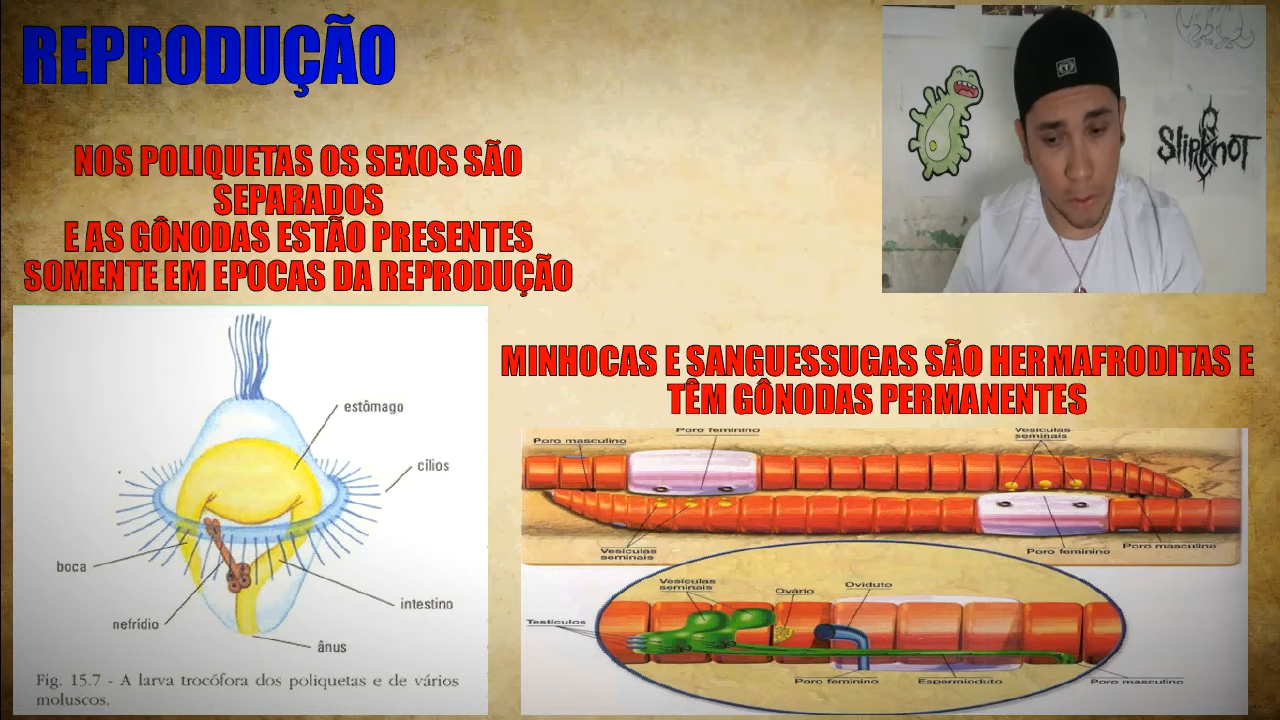 REPRODUÇÃO
NOS POLIQUETAS OS SEXOS SÃO
SEPARADOS
E AS GÔNODAS ESTÃO PRESENTES
SOMENTE EM EPOCAS DA REPRODUÇÃO
SLIPKNOT
MINHOCAS E SANGUESSUGAS SÃO HERMAFRODITAS E
TÊM GÔNODAS PERMANENTES
estômago
cílios
boca
intestino
nefrídio
ânus
Fig. 15.7 - A larva trocófora dos poliquetas e de vários
moluscos.
Poro masculino
Poro feminino
Vesículas
seminais
Vesículas
seminais
Poro feminino
Poro masculino
Vesículas
seminais
Ovário
Oviduto
Testículos
Poro feminino
Espermioduto
Poro masculino